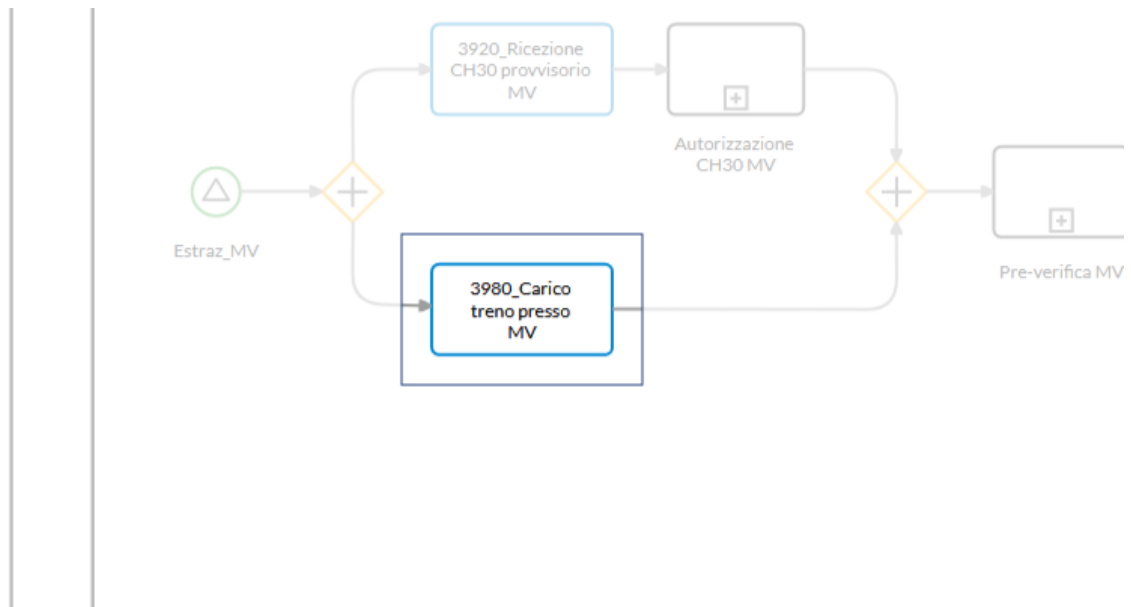 3920_Ricezione
CH30 provvisorio
MV
Autorizzazione
CH30 MV
Estraz_MV
3980_Carico
treno presso
MV
Pre-verifica MV